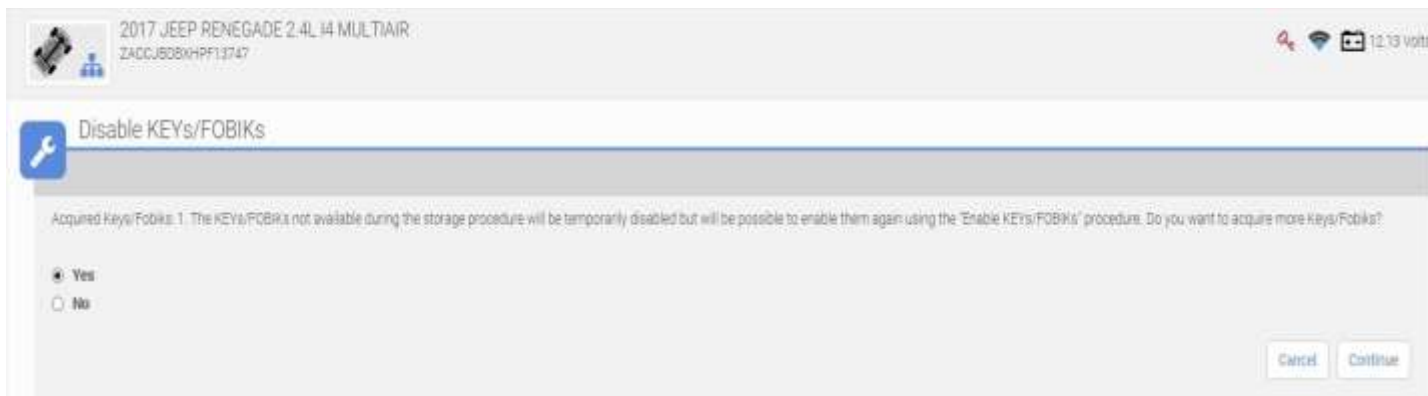 2017 JEEP RENEGADE 2.4L I4 MULTIAIR
12.13 Volts
Disable KEYs/FOBIKs
Acquired Keys/Fobiks: 1. The KEYs/FOBIKs not available during the storage procedure will be temporarily disabled but will be possible to enable them again using the "Enable KEYs/FOBIKs" procedure. Do you want to acquire more Keys/Fobiks?
Yes
No
Cancel Continue